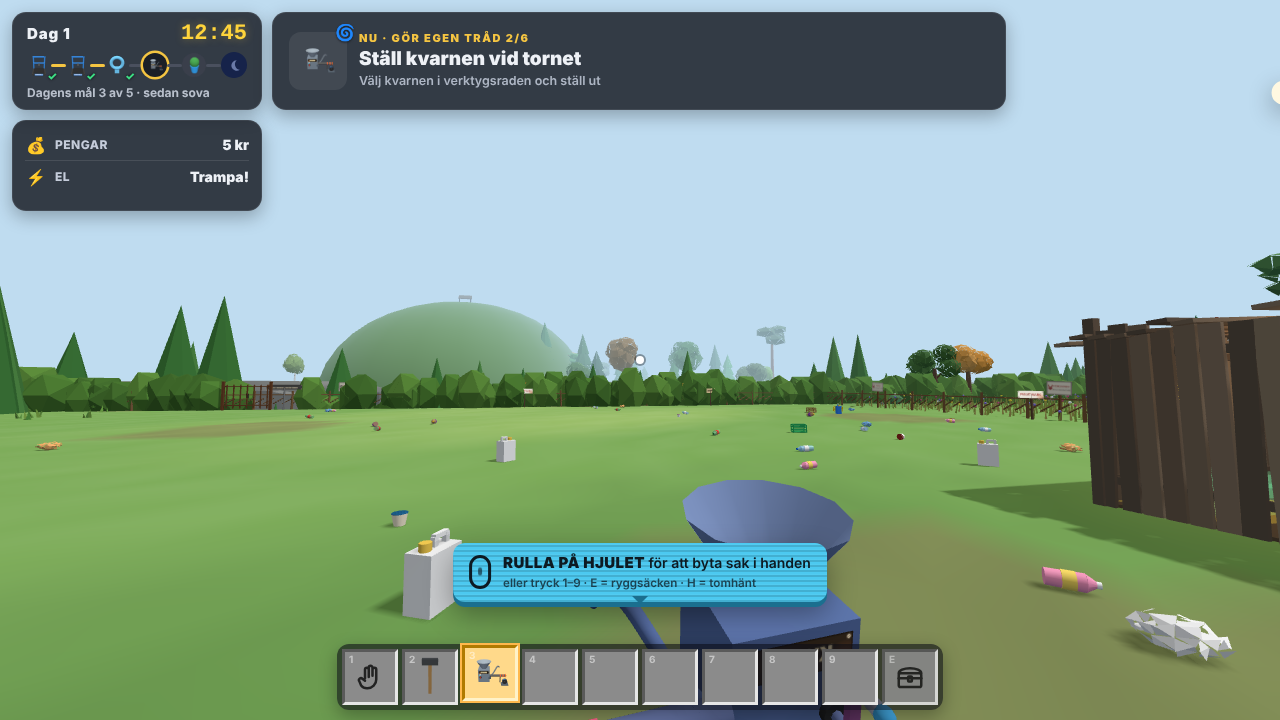 Dag 1
12:45
Dagens mål 3 av 5 · sedan sova
PENGAR
5 kr
EL
Trampa!
NU · GÖR EGEN TRÅD 2/6
Ställ kvarnen vid tornet
Välj kvarnen i verktygsraden och ställ ut
RULLA PÅ HJULET för att byta sak i handen
eller tryck 1–9 · E = ryggsäcken · H = tomhänt
1
2
3
4
5
6
7
8
9
E